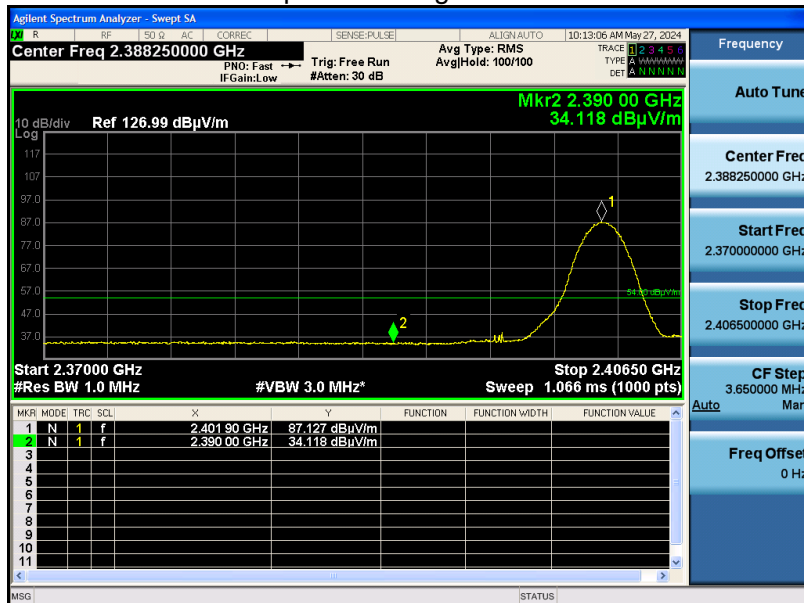 Agilent Spectrum Analyzer - Swept SA
R RF 50 Ω AC CORREC SENSE:PULSE ALIGN AUTO 10:13:06 AM May 27, 2024
Center Freq 2.388250000 GHz
PNO: Fast
IFGain:Low
Trig: Free Run
#Atten: 30 dB
Avg Type: RMS
Avg|Hold: 100/100
TRACE 1 2 3 4 5 6
TYPE A WWWWW
DET A N N N N N
Mkr2 2.390 00 GHz
34.118 dBµV/m
10 dB/div Ref 126.99 dBµV/m
Log
117
107
97.0
87.0
77.0
67.0
57.0
47.0
37.0
1
2
54.00 dBµV/m
Start 2.37000 GHz Stop 2.40650 GHz
#Res BW 1.0 MHz #VBW 3.0 MHz* Sweep 1.066 ms (1000 pts)
MKR MODE TRC SCL X Y FUNCTION FUNCTION WIDTH FUNCTION VALUE
1 N 1 f 2.401 90 GHz 87.127 dBµV/m
2 N 1 f 2.390 00 GHz 34.118 dBµV/m
3
4
5
6
7
8
9
10
11
MSG STATUS
Frequency
Auto Tune
Center Freq
2.388250000 GHz
Start Freq
2.370000000 GHz
Stop Freq
2.406500000 GHz
CF Step
3.650000 MHz
Auto Man
Freq Offset
0 Hz